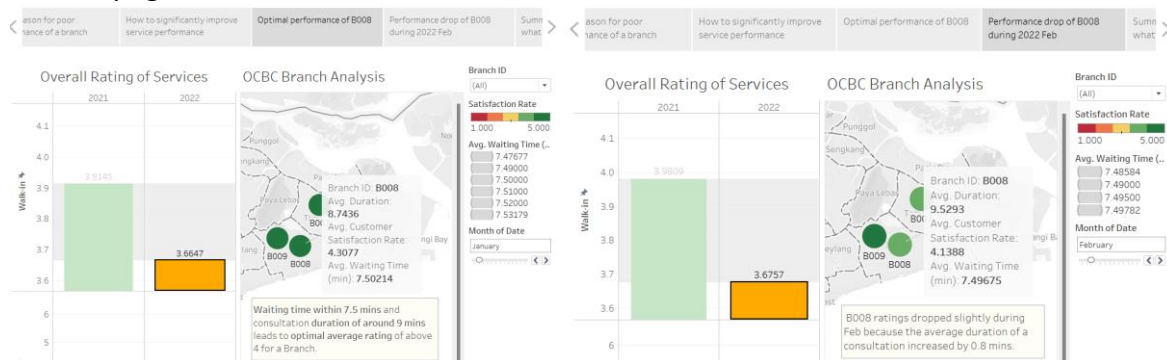 ason for poor
nance of a branch
How to significantly improve
service performance
Optimal performance of B008
Performance drop of B008
during 2022 Feb
Summ
what
Overall Rating of Services
OCBC Branch Analysis
2021
2022
4.1
4.0
3.9
3.8
3.7
3.6
6
5
Walk-in
3.9145
3.6647
Punggol
ngkang
Paya Lebar
B009
B008
ngi Bay
Branch ID: B008
Avg. Duration:
8.7436
Avg. Customer
Satisfaction Rate:
4.3077
Avg. Waiting Time
(min): 7.50214
Waiting time within 7.5 mins and
consultation duration of around 9 mins
leads to optimal average rating of above
4 for a Branch.
Branch ID
(All)
Satisfaction Rate
1.000 5.000
Avg. Waiting Time (..
7.47677
7.49000
7.50000
7.51000
7.52000
7.53179
Month of Date
January
ason for poor
nance of a branch
How to significantly improve
service performance
Optimal performance of B008
Performance drop of B008
during 2022 Feb
Summ
what
Overall Rating of Services
OCBC Branch Analysis
2021
2022
4.1
4.0
3.9
3.8
3.7
3.6
6
Walk-in
3.9809
3.6757
Punggol
Sengkang
Paya Lebar
eylang
B009
B008
Branch ID: B008
Avg. Duration:
9.5293
Avg. Customer
Satisfaction Rate:
4.1388
Avg. Waiting Time
(min): 7.49675
B008 ratings dropped slightly during
Feb because the average duration of a
consultation increased by 0.8 mins.
Branch ID
(All)
Satisfaction Rate
1.000 5.000
Avg. Waiting Time (..
7.48584
7.49000
7.49500
7.49782
Month of Date
February